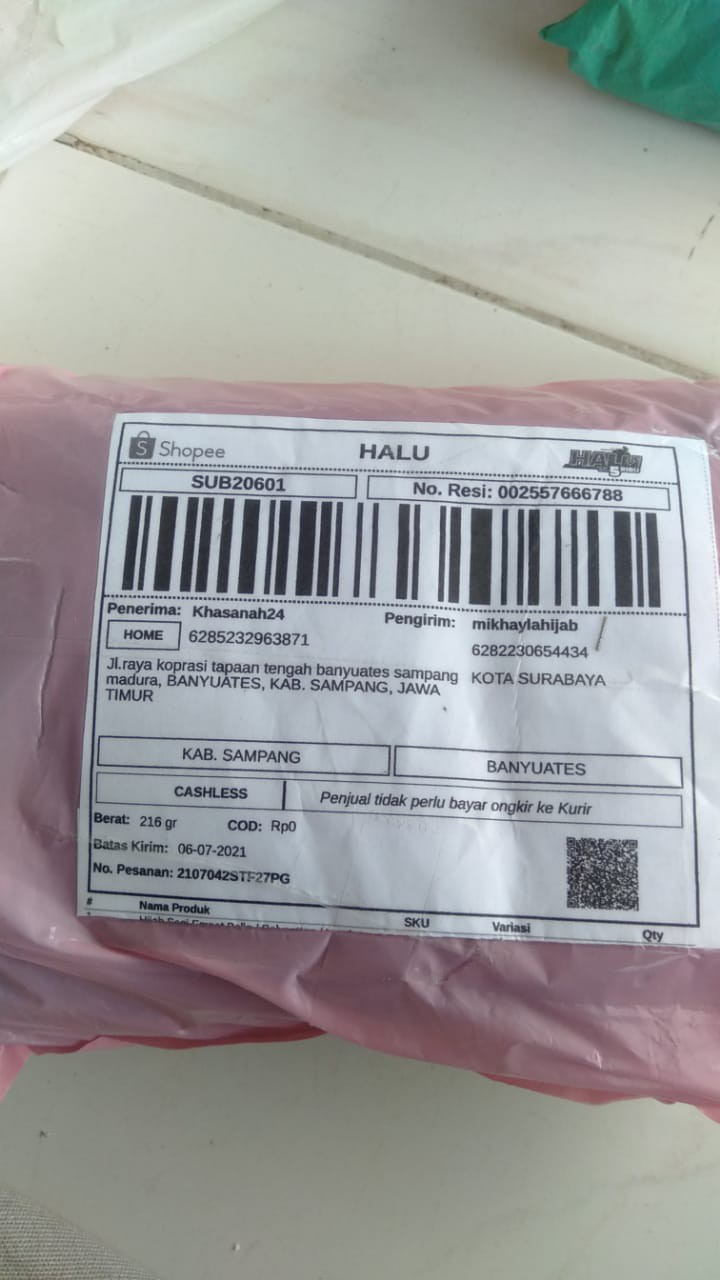 Shopee HALU HALU
SUB20601 No. Resi: 002557666788
Penerima: Khasanah24 Pengirim: mikhaylahijab
HOME 6285232963871 6282230654434
Jl.raya koprasi tapaan tengah banyuates sampang KOTA SURABAYA
madura, BANYUATES, KAB. SAMPANG, JAWA
TIMUR
KAB. SAMPANG BANYUATES
CASHLESS Penjual tidak perlu bayar ongkir ke Kurir
Berat: 216 gr COD: Rp0
Batas Kirim: 06-07-2021
No. Pesanan: 2107042STF27PG
# Nama Produk SKU Variasi Qty